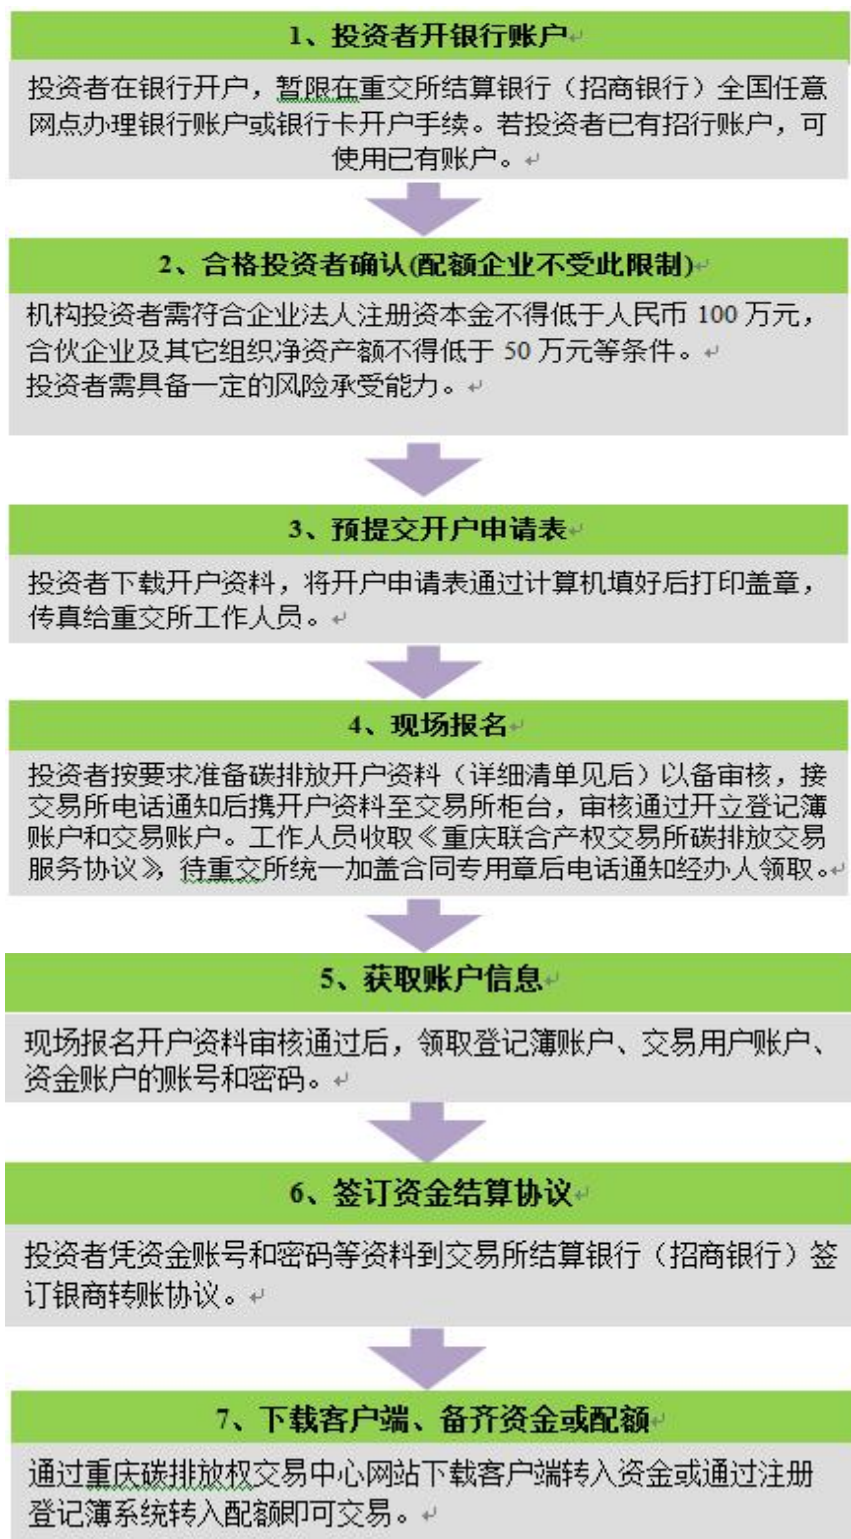 1、投资者开银行账户
投资者在银行开户，暂限在重交所结算银行（招商银行）全国任意
网点办理银行账户或银行卡开户手续。若投资者已有招行账户，可
使用已有账户。
2、合格投资者确认(配额企业不受此限制)
机构投资者需符合企业法人注册资本金不得低于人民币 100 万元，
合伙企业及其它组织净资产额不得低于 50 万元等条件。
投资者需具备一定的风险承受能力。
3、预提交开户申请表
投资者下载开户资料，将开户申请表通过计算机填好后打印盖章，
传真给重交所工作人员。
4、现场报名
投资者按要求准备碳排放开户资料（详细清单见后）以备审核，接
交易所电话通知后携开户资料至交易所柜台，审核通过开立登记簿
账户和交易账户。工作人员收取《重庆联合产权交易所碳排放交易
服务协议》，待重交所统一加盖合同专用章后电话通知经办人领取。
5、获取账户信息
现场报名开户资料审核通过后，领取登记簿账户、交易用户账户、
资金账户的账号和密码。
6、签订资金结算协议
投资者凭资金账号和密码等资料到交易所结算银行（招商银行）签
订银商转账协议。
7、下载客户端、备齐资金或配额
通过重庆碳排放权交易中心网站下载客户端转入资金或通过注册
登记簿系统转入配额即可交易。